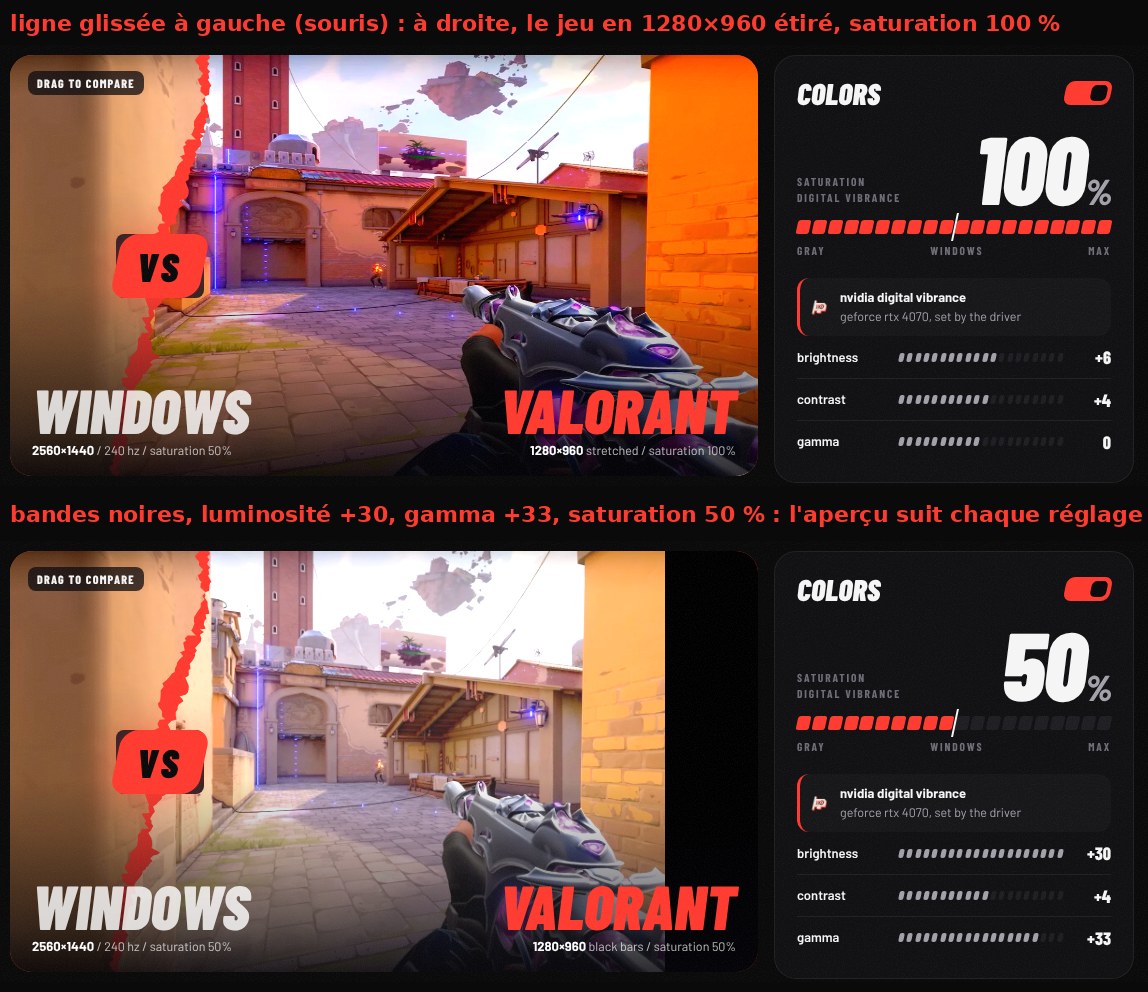 ligne glissée à gauche (souris) : à droite, le jeu en 1280×960 étiré, saturation 100 %
DRAG TO COMPARE
VS
WINDOWS
2560×1440 / 240 hz / saturation 50%
VALORANT
1280×960 stretched / saturation 100%
COLORS
SATURATION
DIGITAL VIBRANCE
100%
GRAY WINDOWS MAX
nvidia digital vibrance
geforce rtx 4070, set by the driver
brightness +6
contrast +4
gamma 0
bandes noires, luminosité +30, gamma +33, saturation 50 % : l'aperçu suit chaque réglage
DRAG TO COMPARE
VS
WINDOWS
2560×1440 / 240 hz / saturation 50%
VALORANT
1280×960 black bars / saturation 50%
COLORS
SATURATION
DIGITAL VIBRANCE
50%
GRAY WINDOWS MAX
nvidia digital vibrance
geforce rtx 4070, set by the driver
brightness +30
contrast +4
gamma +33